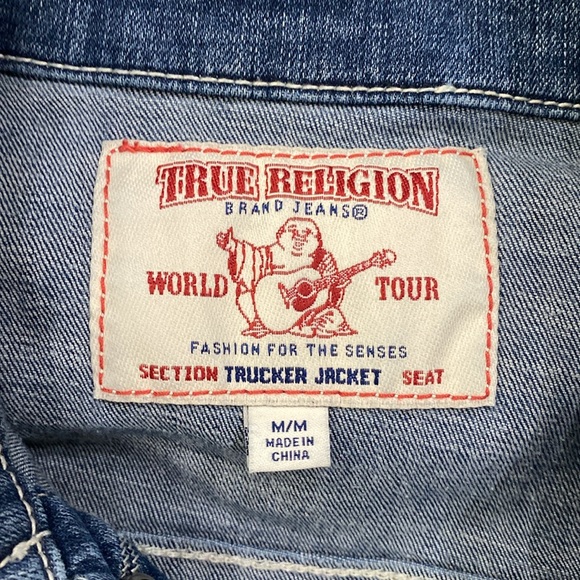 TRUE RELIGION
BRAND JEANS®
WORLD TOUR
FASHION FOR THE SENSES
SECTION TRUCKER JACKET SEAT
M/M
MADE IN
CHINA